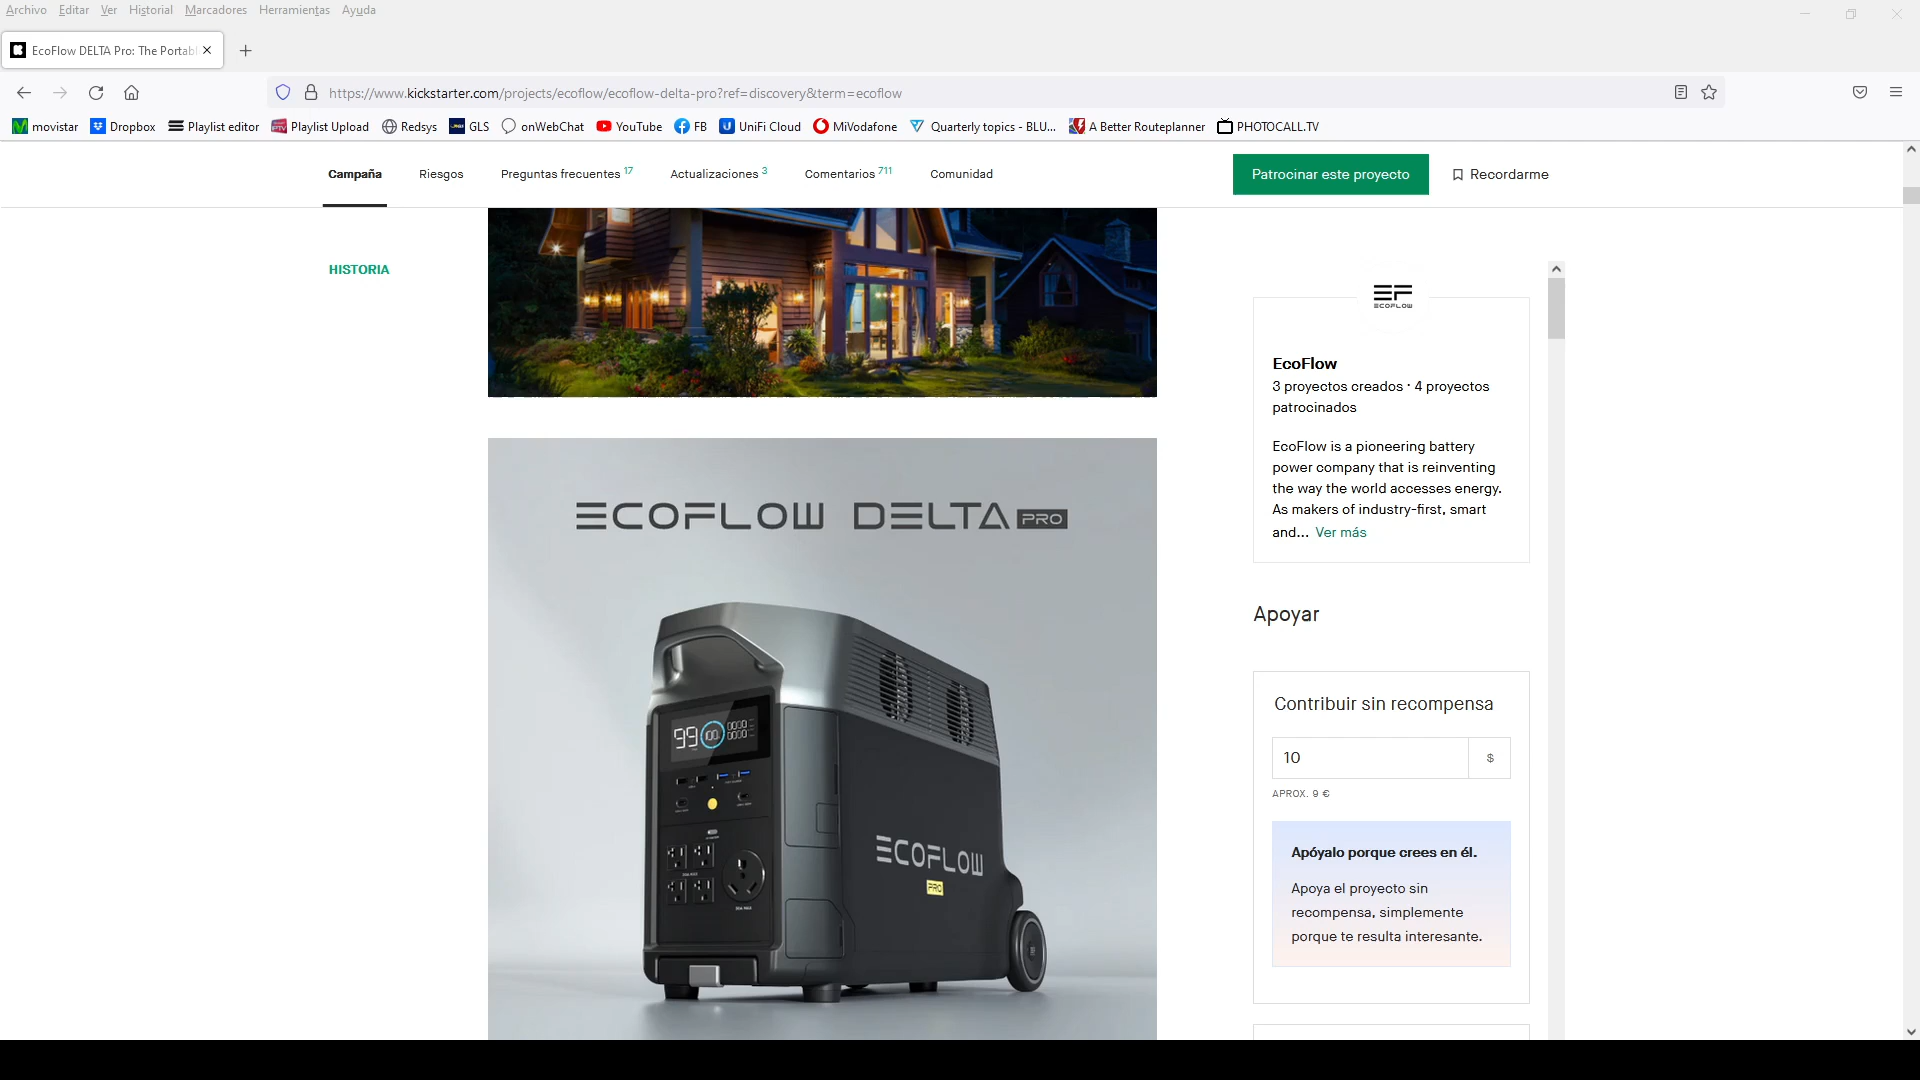 Archivo Editar Ver Historial Marcadores Herramientas Ayuda
EcoFlow DELTA Pro: The Portab
https://www.kickstarter.com/projects/ecoflow/ecoflow-delta-pro?ref=discovery&term=ecoflow
movistar Dropbox Playlist editor Playlist Upload Redsys GLS onWebChat YouTube FB UniFi Cloud MiVodafone Quarterly topics - BLU... A Better Routeplanner PHOTOCALL.TV
Campaña Riesgos Preguntas frecuentes 17 Actualizaciones 3 Comentarios 711 Comunidad Patrocinar este proyecto Recordarme
HISTORIA
ECOFLOW DELTA PRO
99 100
ECOFLOW
PRO
EF
ECOFLOW
EcoFlow
3 proyectos creados · 4 proyectos
patrocinados
EcoFlow is a pioneering battery
power company that is reinventing
the way the world accesses energy.
As makers of industry-first, smart
and... Ver más
Apoyar
Contribuir sin recompensa
10 $
APROX. 9 €
Apóyalo porque crees en él.
Apoya el proyecto sin
recompensa, simplemente
porque te resulta interesante.